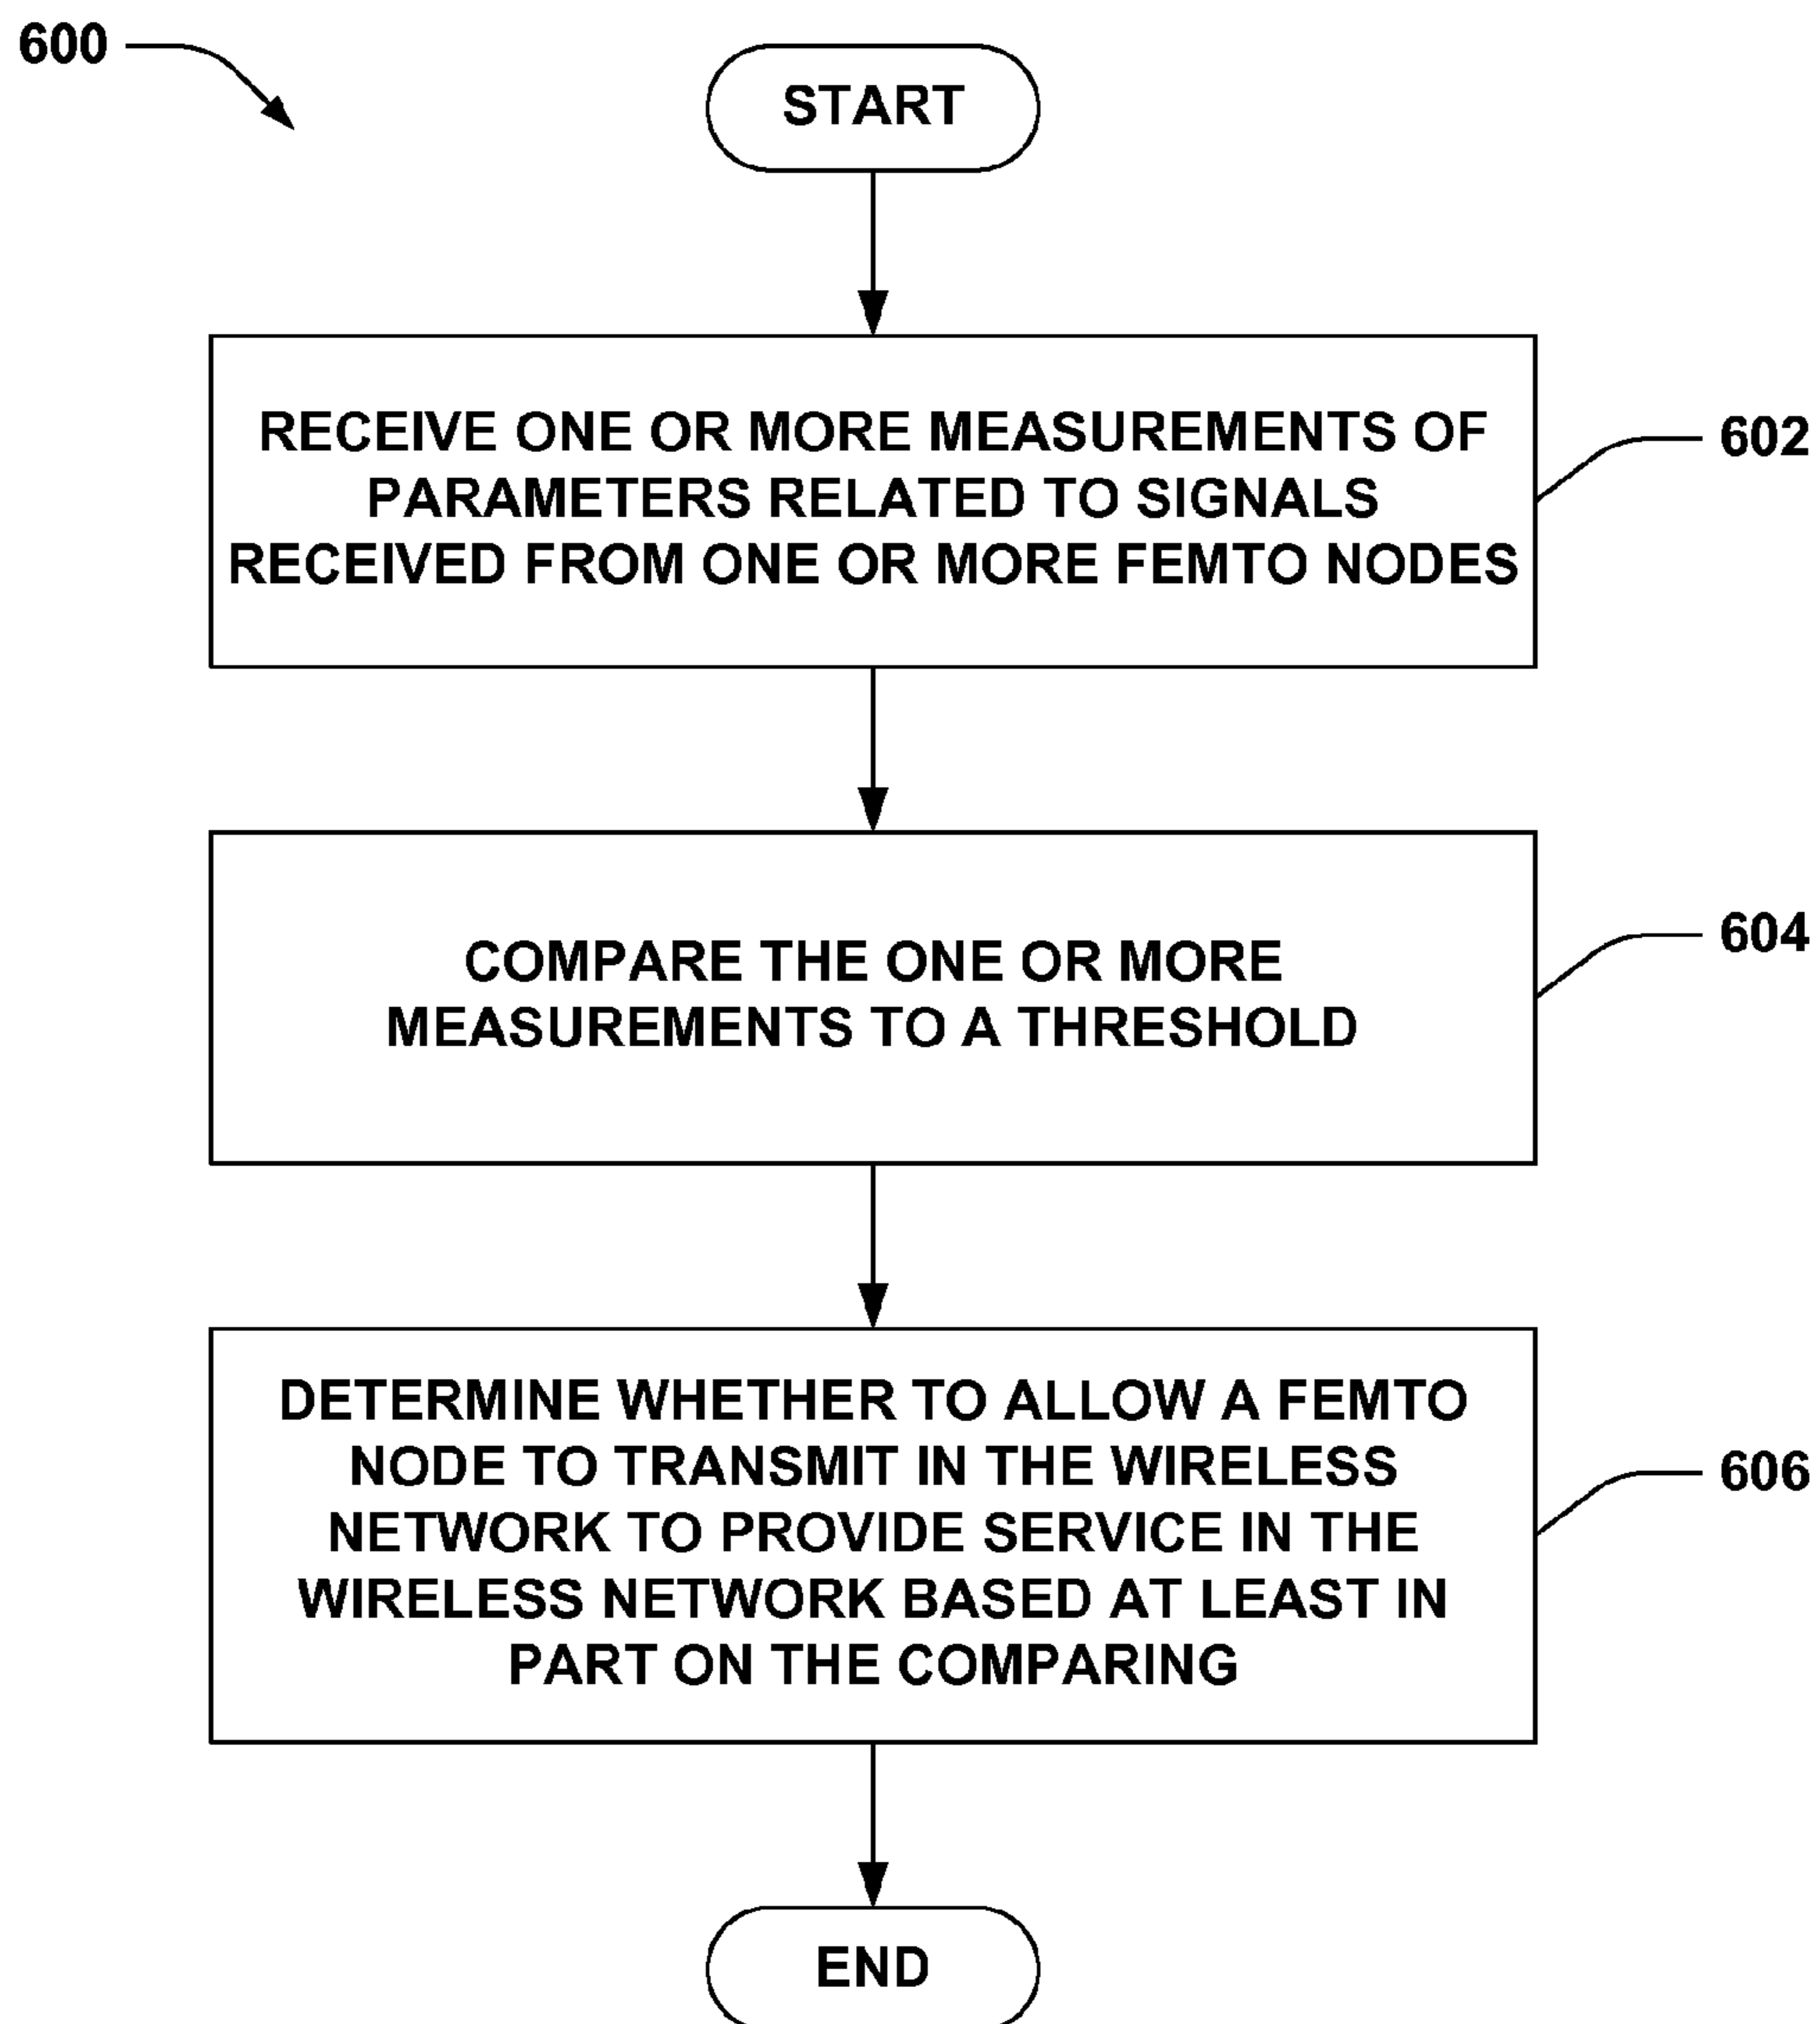 600
START
RECEIVE ONE OR MORE MEASUREMENTS OF
PARAMETERS RELATED TO SIGNALS
RECEIVED FROM ONE OR MORE FEMTO NODES
602
COMPARE THE ONE OR MORE
MEASUREMENTS TO A THRESHOLD
604
DETERMINE WHETHER TO ALLOW A FEMTO
NODE TO TRANSMIT IN THE WIRELESS
NETWORK TO PROVIDE SERVICE IN THE
WIRELESS NETWORK BASED AT LEAST IN
PART ON THE COMPARING
606
END